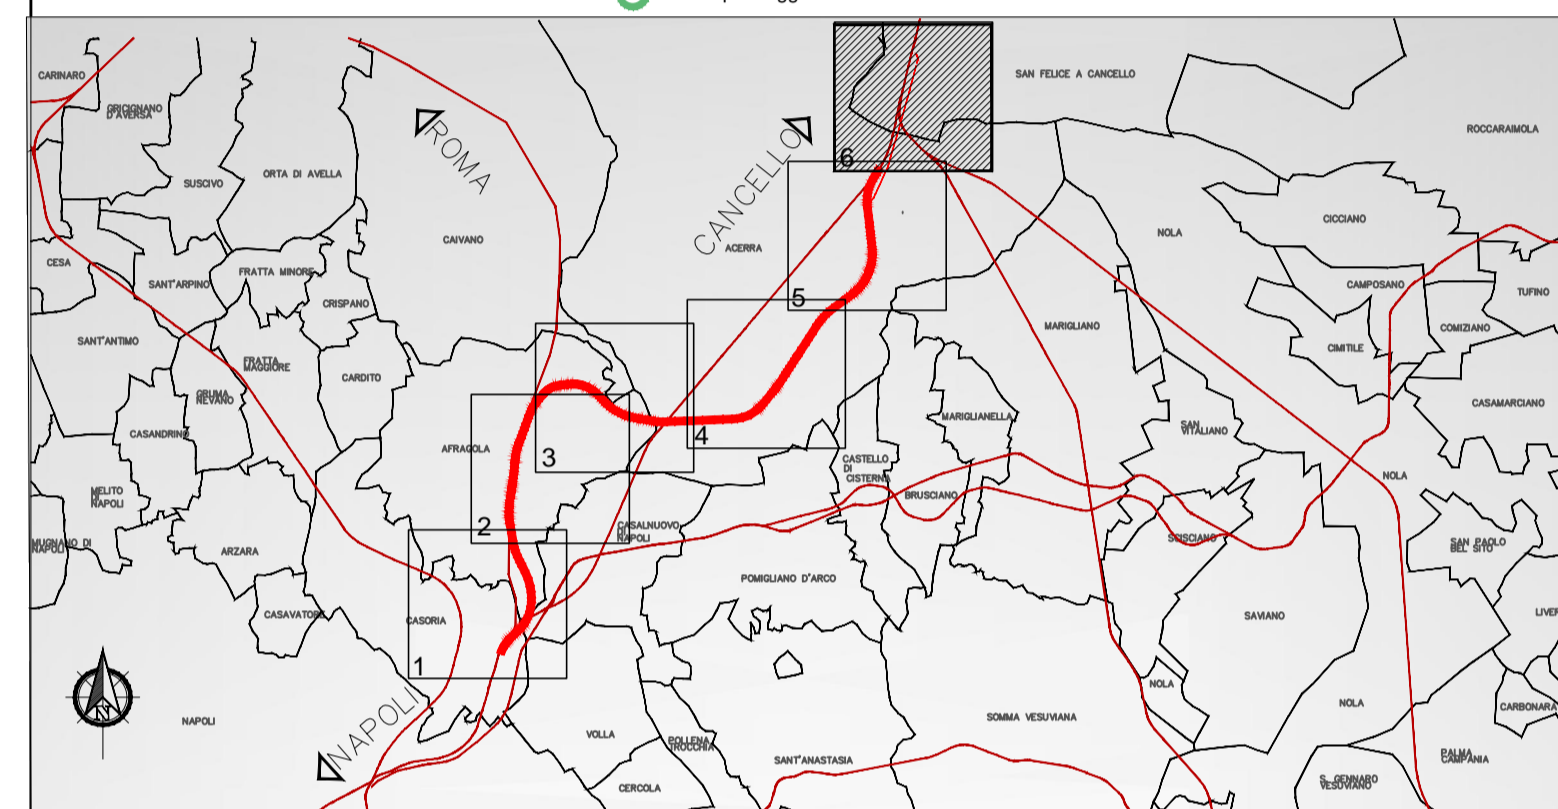 CARINARO
SAN FELICE A CANCELLO
GRICIGNANO
D'AVERSA
ROCCARAIMOLA
ROMA
CANCELLO
6
SUSCIVO
ORTA DI AVELLA
CICCIANO
NOLA
CAIVANO
ACERRA
CESA
FRATTA MINORE
SANT'ARPINO
CAMPOSANO
TUFINO
CRISPANO
5
MARIGLIANO
COMIZIANO
SANT'ANTIMO
CIMITILE
FRATTA
MAGGIORE
CARDITO
GRUMA
NEVANO
CASAMARCIANO
MARIGLIANELLA
SAN
VITALIANO
CASANDRINO
4
AFRAGOLA
3
CASTELLO
DI
CISTERNA
NOLA
BRUSCIANO
MELITO
DI
NAPOLI
2
CASALNUOVO
DI
NAPOLI
SCISCIANO
MUGNANO DI
NAPOLI
SAN PAOLO
BEL SITO
ARZARA
POMIGLIANO D'ARCO
CASAVATORE
CASORIA
SAVIANO
LIVER
1
NOLA
N
NAPOLI
NAPOLI
NOLA
CARBONARA
SOMMA VESUVIANA
VOLLA
POLLENA
TROCCHIA
SANT'ANASTASIA
PALMA
CAMPANIA
CERCOLA
S. GENNARO
VESUVIANO